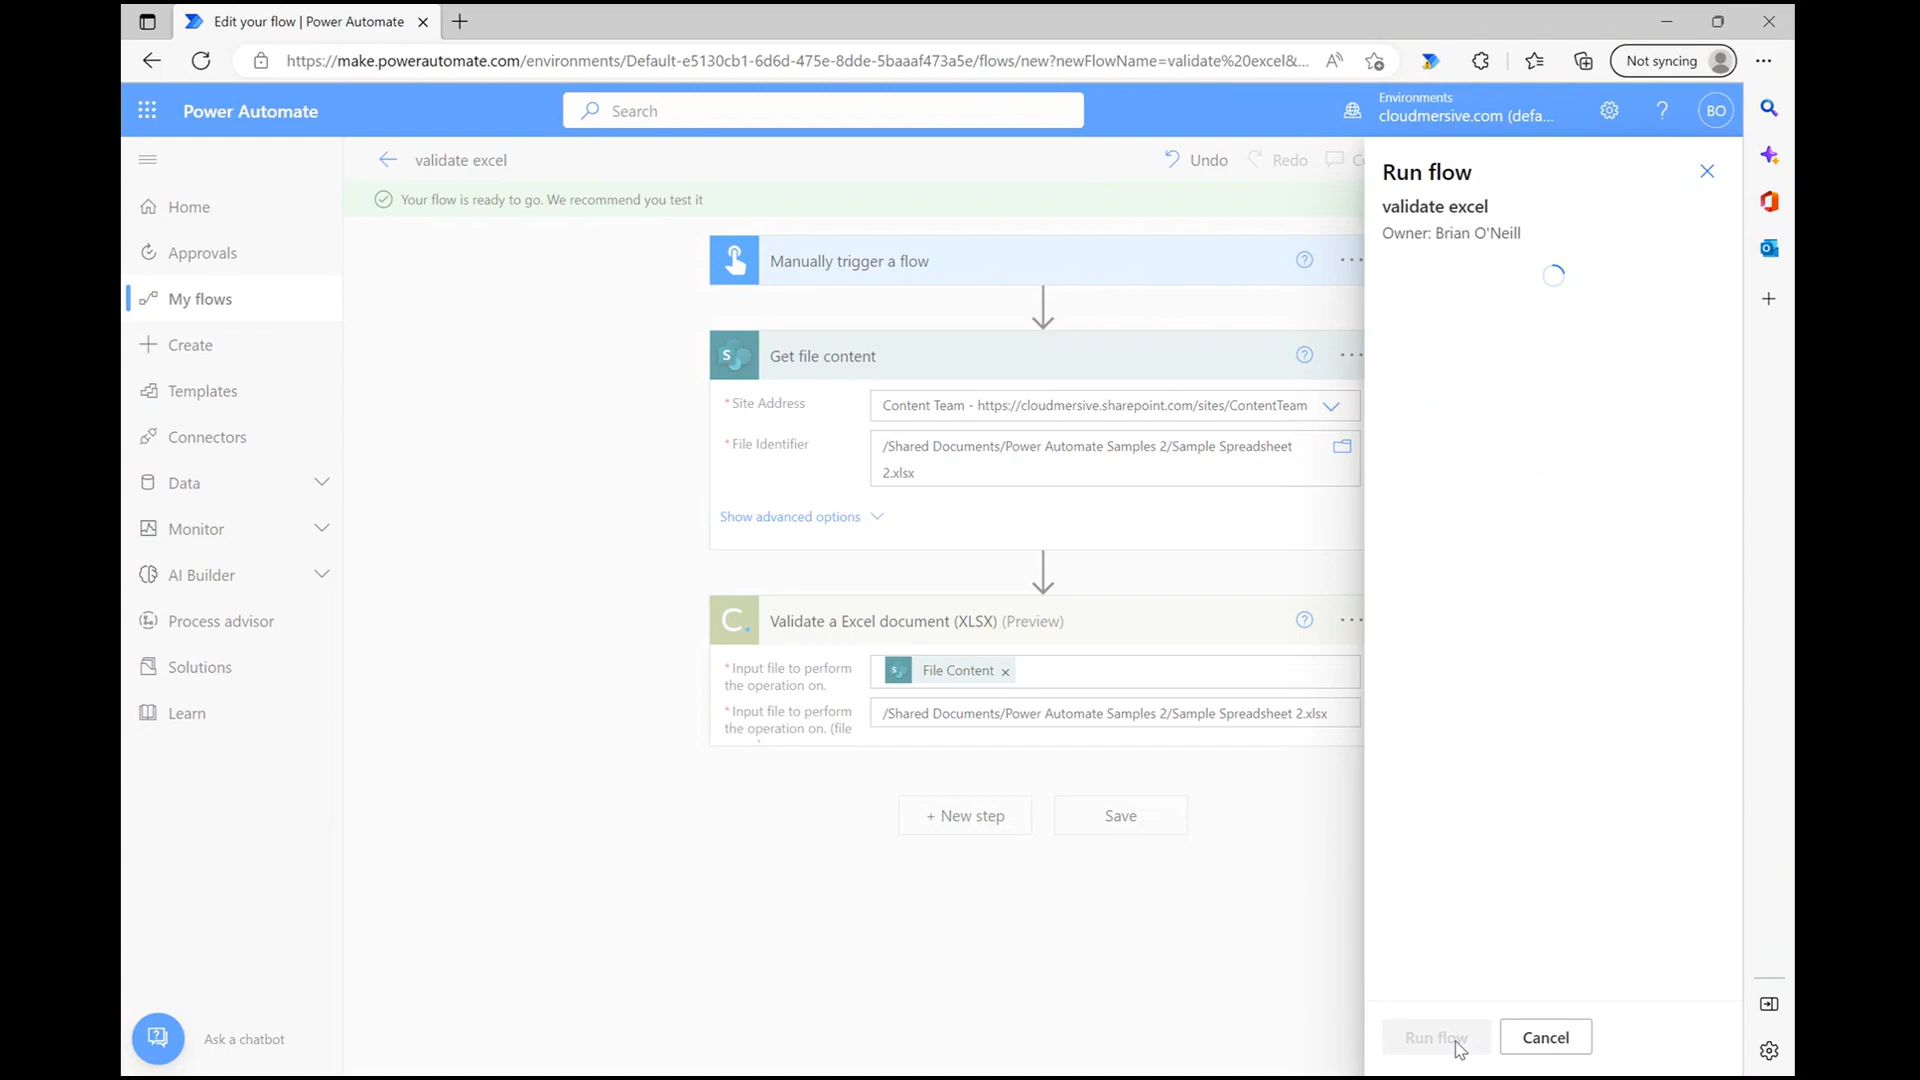 Edit your flow | Power Automate
https://make.powerautomate.com/environments/Default-e5130cb1-6d6d-475e-8dde-5baaaf473a5e/flows/new?newFlowName=validate%20excel&...
Not syncing
Power Automate
Search
Environments
cloudmersive.com (defa...
BO
validate excel
Undo
Redo
Your flow is ready to go. We recommend you test it
Home
Approvals
My flows
Create
Templates
Connectors
Data
Monitor
AI Builder
Process advisor
Solutions
Learn
Ask a chatbot
Manually trigger a flow
Get file content
* Site Address
Content Team - https://cloudmersive.sharepoint.com/sites/ContentTeam
* File Identifier
/Shared Documents/Power Automate Samples 2/Sample Spreadsheet
2.xlsx
Show advanced options
Validate a Excel document (XLSX) (Preview)
* Input file to perform
the operation on.
File Content ×
* Input file to perform
the operation on. (file
/Shared Documents/Power Automate Samples 2/Sample Spreadsheet 2.xlsx
+ New step
Save
Run flow
validate excel
Owner: Brian O'Neill
Run flow
Cancel